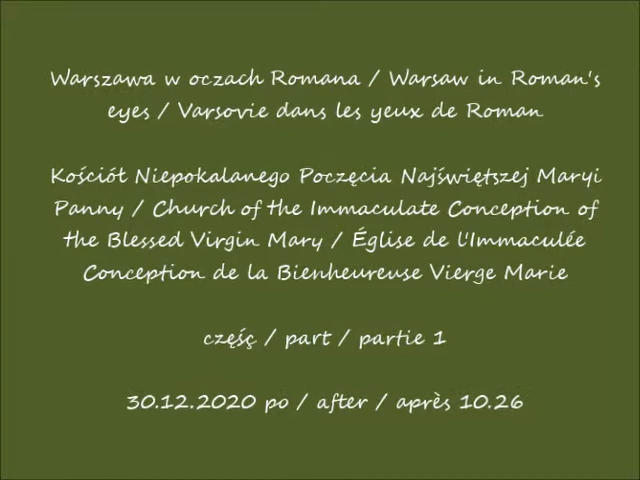 Warszawa w oczach Romana / Warsaw in Roman's
eyes / Varsovie dans les yeux de Roman
Kościół Niepokalanego Poczęcia Najświętszej Maryi
Panny / Church of the Immaculate Conception of
the Blessed Virgin Mary / Église de l'Immaculée
Conception de la Bienheureuse Vierge Marie
częśç / part / partie 1
30.12.2020 po / after / après 10.26